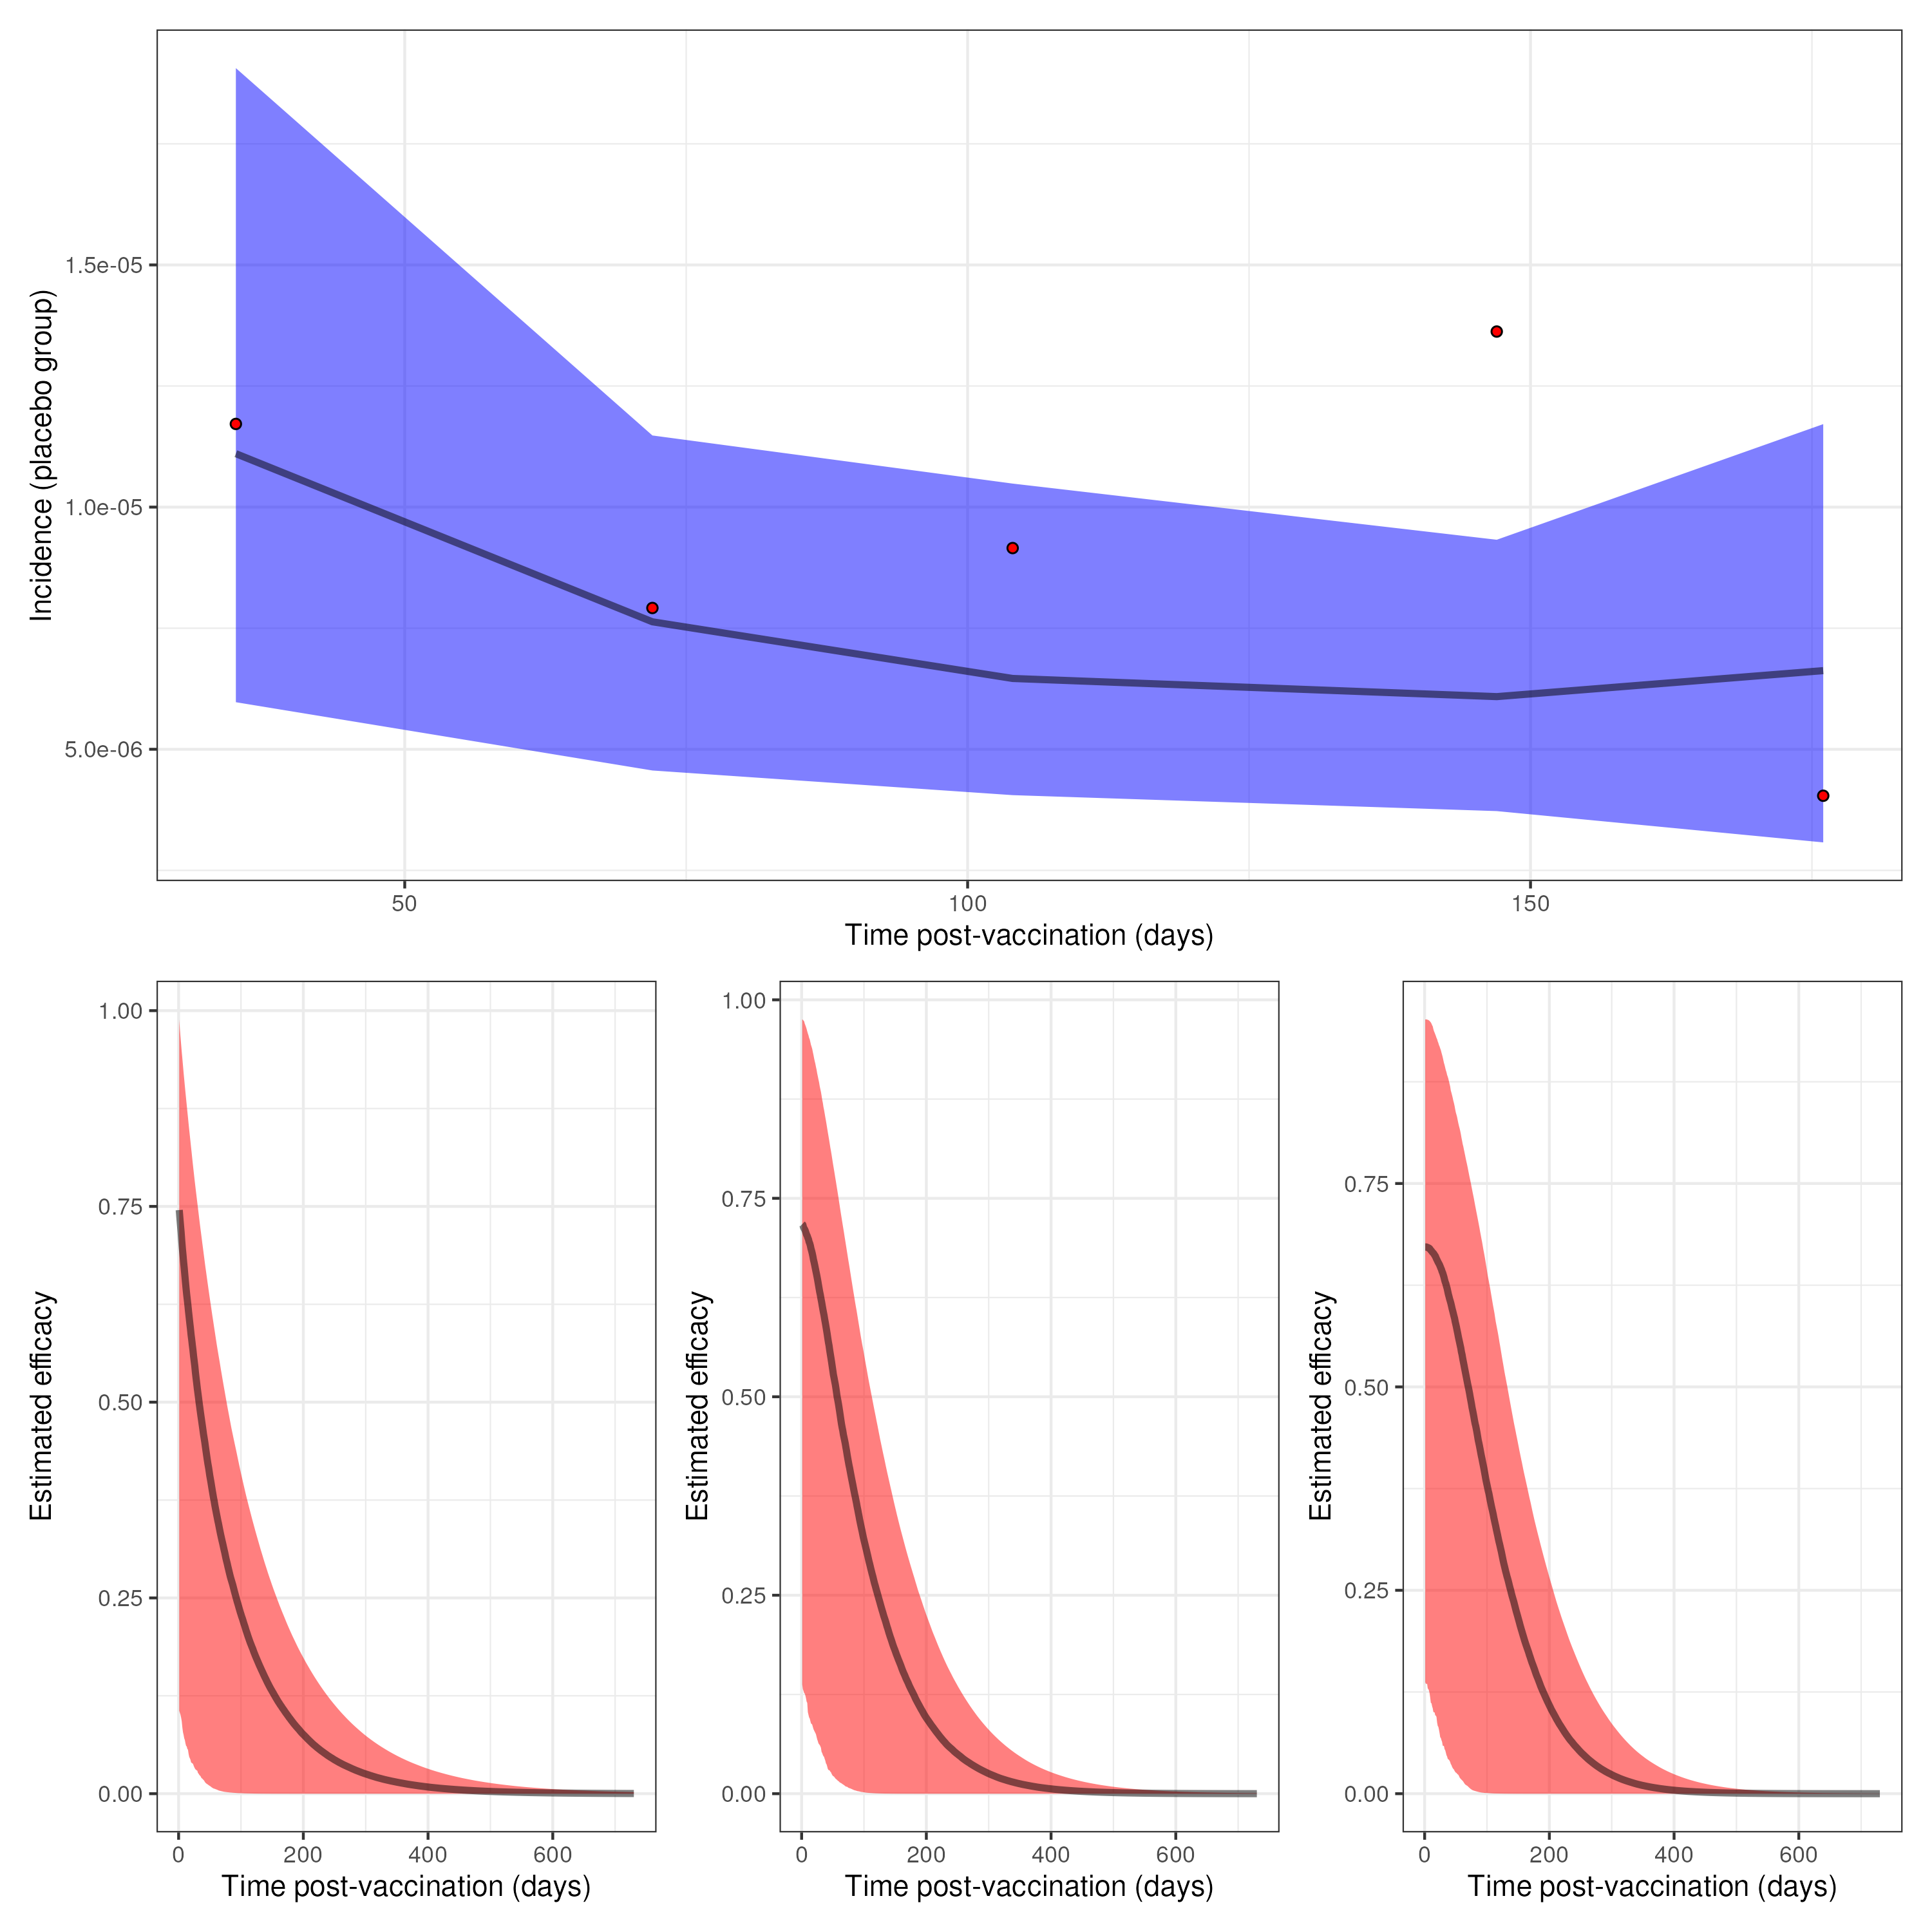 Incidence (placebo group)
1.5e-05
1.0e-05
5.0e-06
50 100 150
Time post-vaccination (days)
Estimated efficacy
1.00
0.75
0.50
0.25
0.00
0 200 400 600
Time post-vaccination (days)
Estimated efficacy
1.00
0.75
0.50
0.25
0.00
0 200 400 600
Time post-vaccination (days)
Estimated efficacy
0.75
0.50
0.25
0.00
0 200 400 600
Time post-vaccination (days)